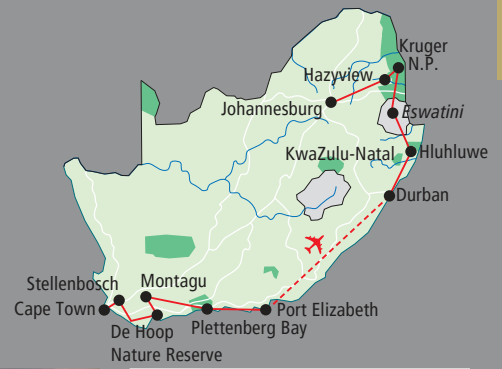 Kruger
N.P.
Hazyview
Johannesburg
Eswatini
KwaZulu-Natal
Hluhluwe
Durban
Stellenbosch
Montagu
Cape Town
Port Elizabeth
De Hoop
Nature Reserve
Plettenberg Bay